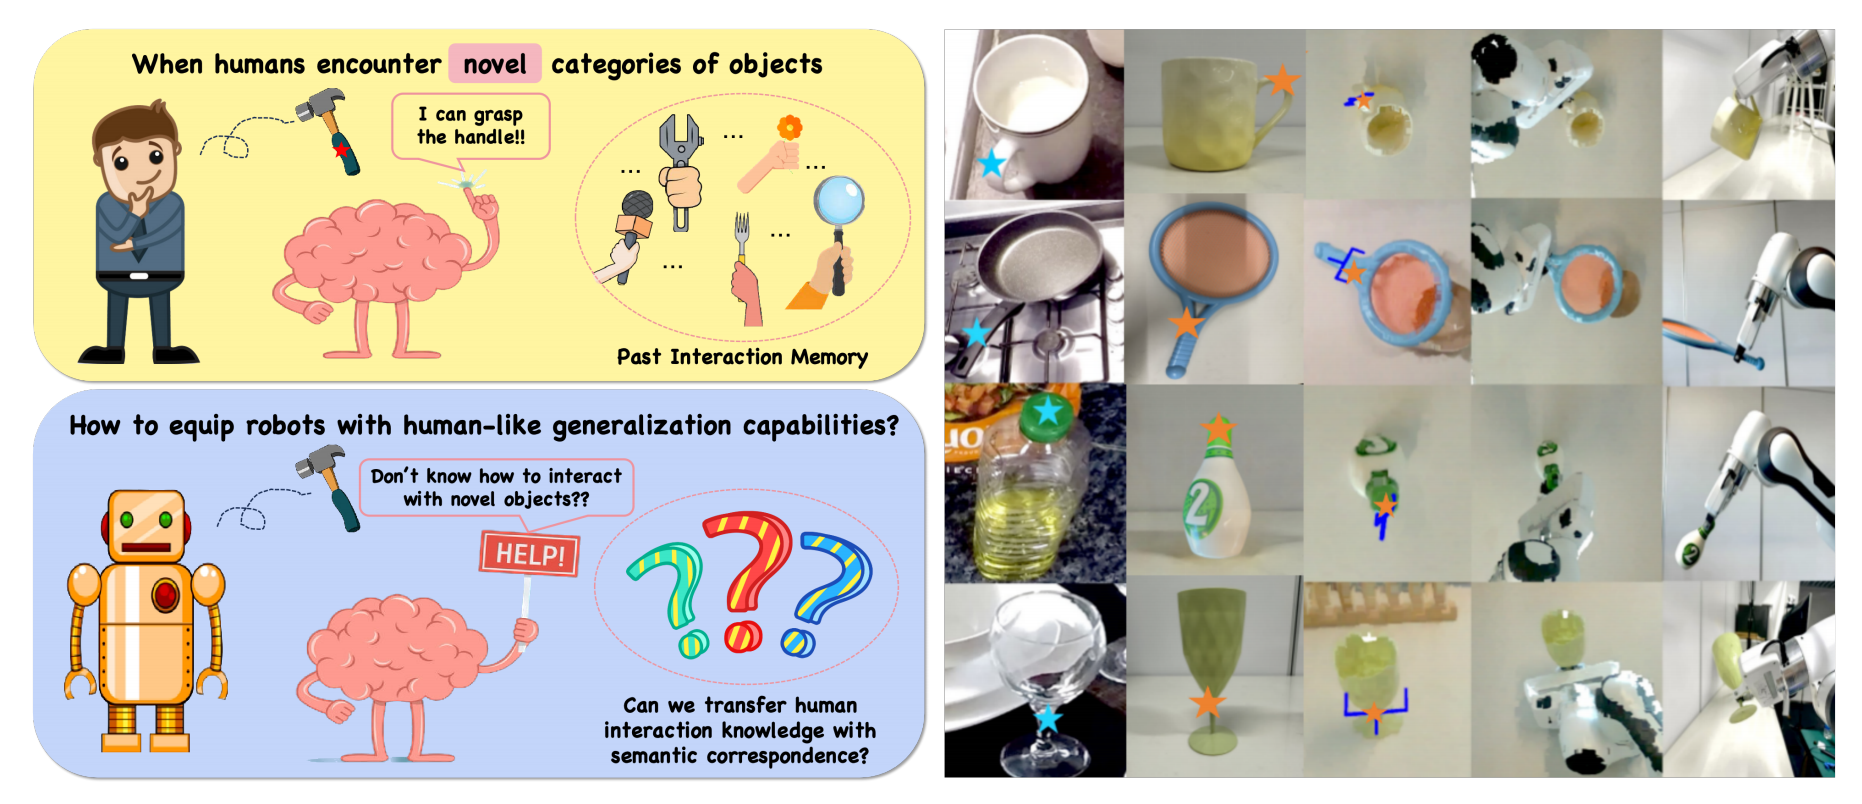 When humans encounter novel categories of objects
I can grasp
the handle!!
...
...
...
...
...
Past Interaction Memory
How to equip robots with human-like generalization capabilities?
Don't know how to interact
with novel objects??
HELP!
Can we transfer human
interaction knowledge with
semantic correspondence?
UO
2
2